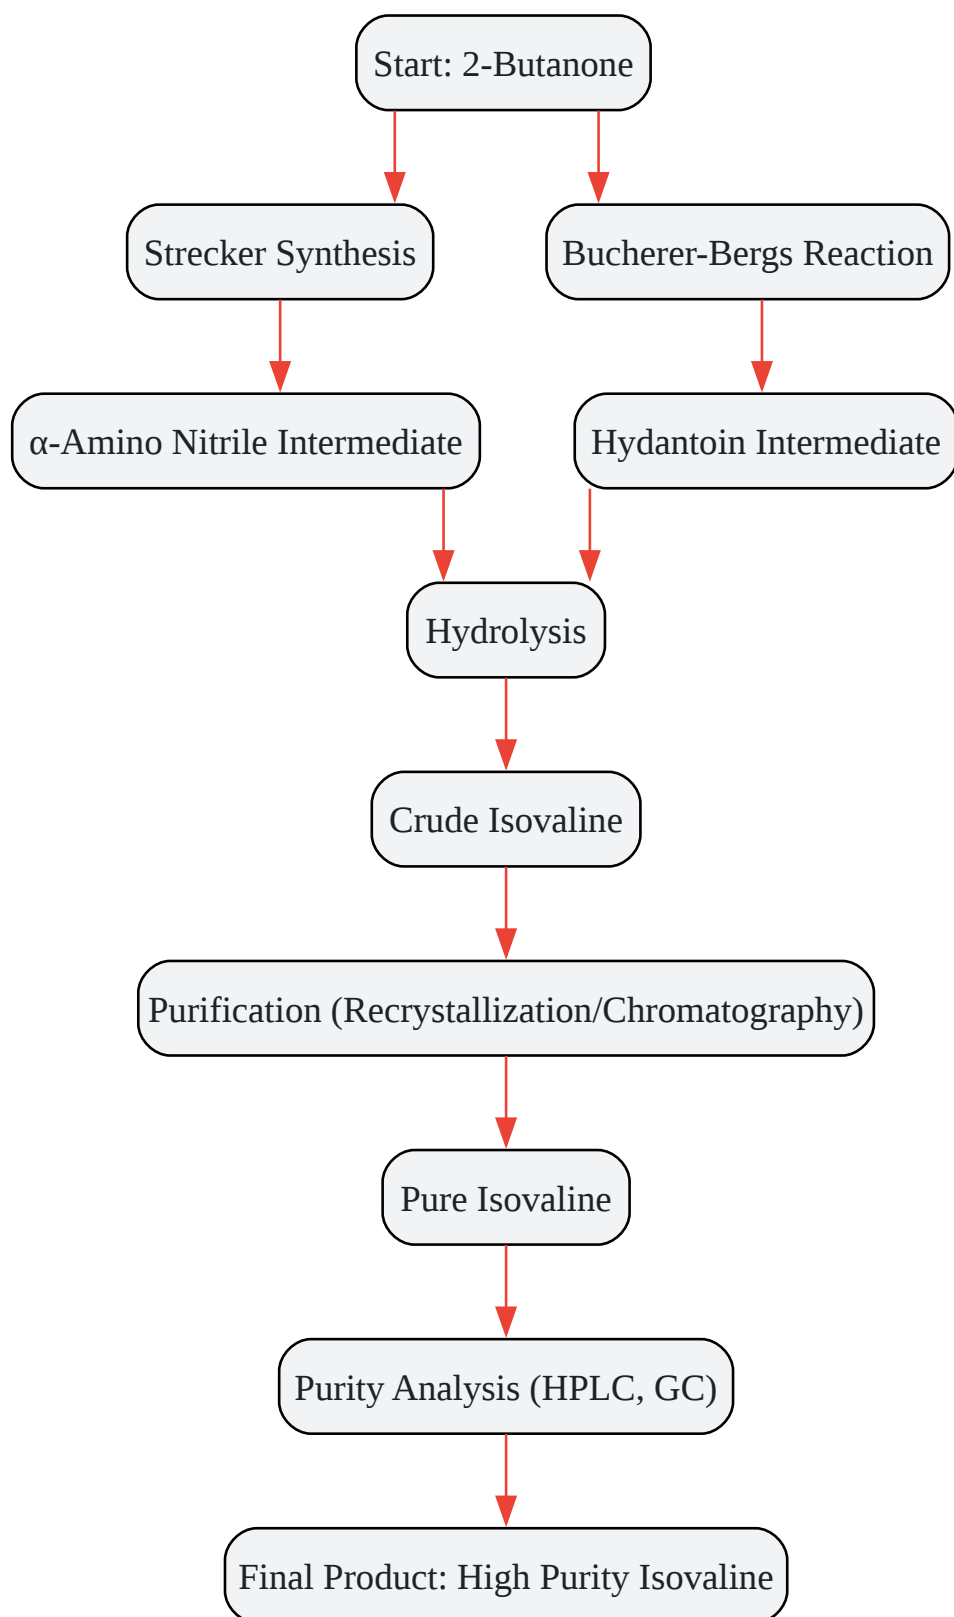 Start: 2-Butanone
Strecker Synthesis
Bucherer-Bergs Reaction
α-Amino Nitrile Intermediate
Hydantoin Intermediate
Hydrolysis
Crude Isovaline
Purification (Recrystallization/Chromatography)
Pure Isovaline
Purity Analysis (HPLC, GC)
Final Product: High Purity Isovaline